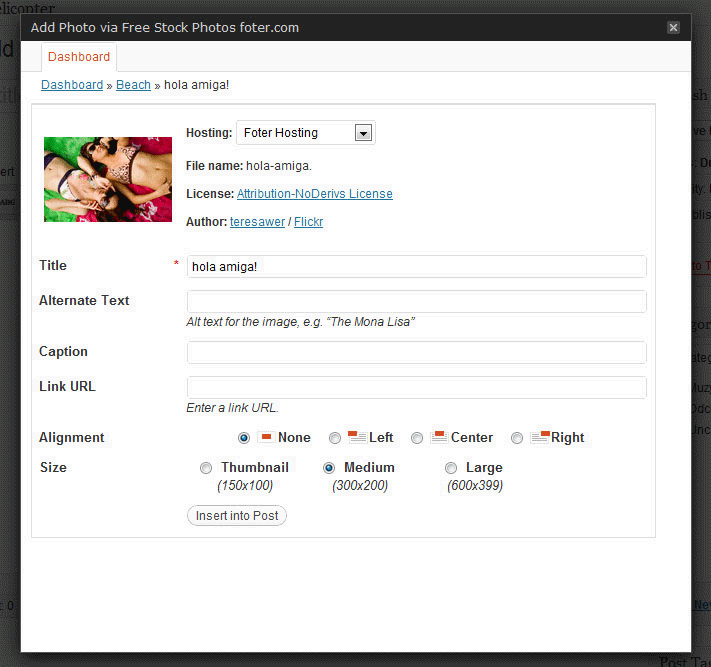 elicopter
Add Photo via Free Stock Photos foter.com
Dashboard
Dashboard » Beach » hola amiga!
Hosting: Foter Hosting
File name: hola-amiga.
License: Attribution-NoDerivs License
Author: teresawer / Flickr
Title * hola amiga!
Alternate Text
Alt text for the image, e.g. “The Mona Lisa”
Caption
Link URL
Enter a link URL.
Alignment None Left Center Right
Size Thumbnail Medium Large
(150x100) (300x200) (600x399)
Insert into Post